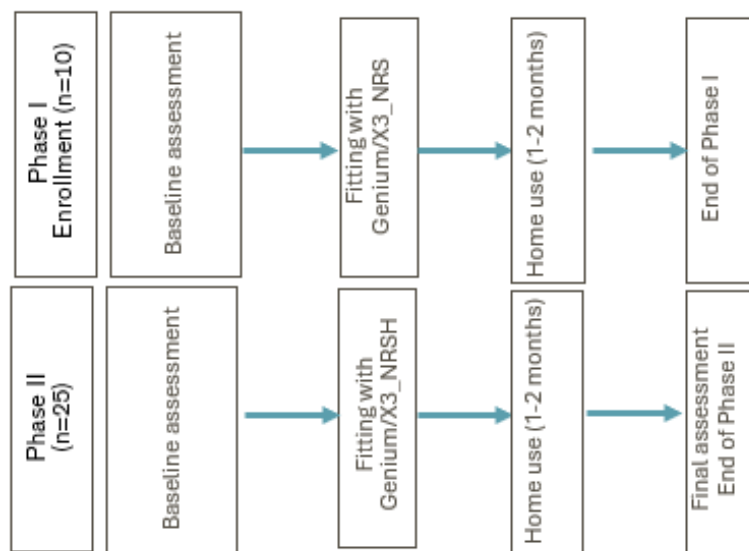 Phase I
Enrollment (n=10)
Baseline assessment
Fitting with
Genium/X3_NRS
Home use (1-2 months)
End of Phase I
Phase II
(n=25)
Baseline assessment
Fitting with
Genium/X3_NRSH
Home use (1-2 months)
Final assessment
End of Phase II